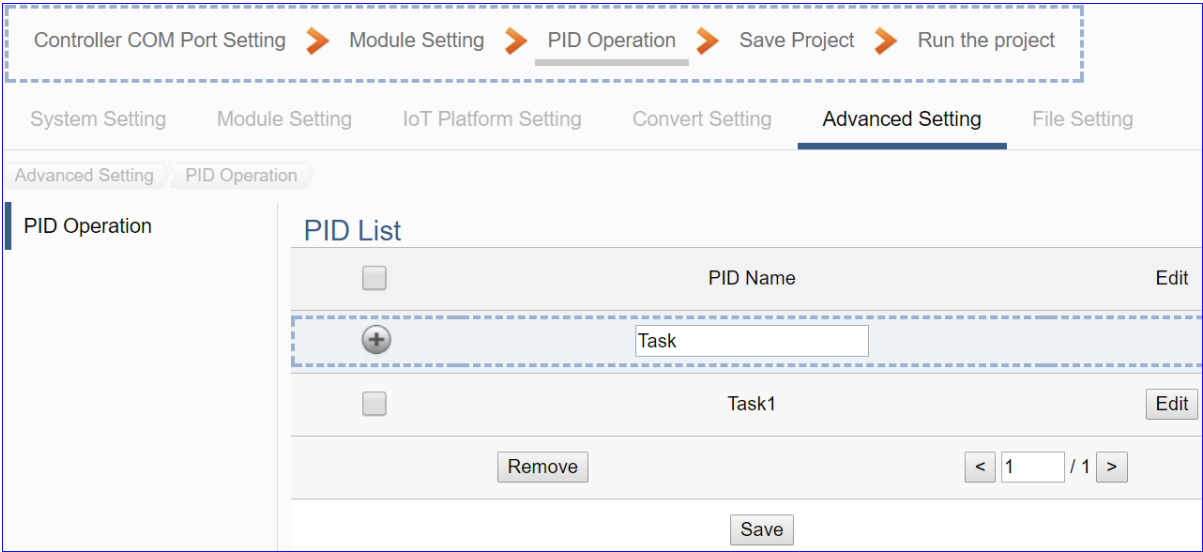 Controller COM Port Setting Module Setting PID Operation Save Project Run the project
System Setting Module Setting IoT Platform Setting Convert Setting Advanced Setting File Setting
Advanced Setting PID Operation
PID Operation
PID List
PID Name Edit
Task
Task1 Edit
Remove < 1 / 1 >
Save